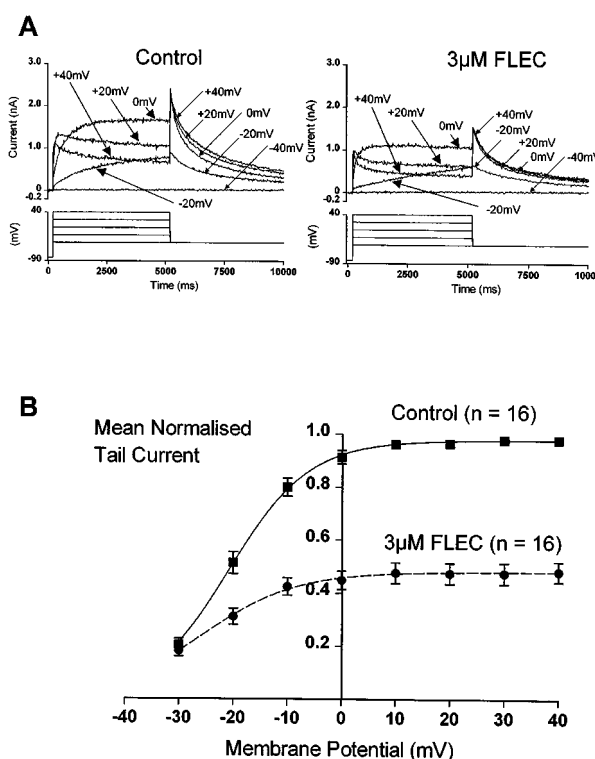 A
Control
3µM FLEC
3.0
2.0
1.0
0
-0.2
Current (nA)
+40mV
+20mV
0mV
+40mV
+20mV
0mV
-20mV
-40mV
-20mV
40
-90
(mV)
0
2500
5000
7500
10000
Time (ms)
3.0
2.0
1.0
0
-0.2
Current (nA)
+40mV
+20mV
0mV
+40mV
-20mV
+20mV
0mV
-40mV
-20mV
40
-90
(mV)
0
2500
5000
7500
10000
Time (ms)
B
Mean Normalised
Tail Current
Control (n = 16)
3µM FLEC (n = 16)
1.0
0.8
0.6
0.4
0.2
-40 -30 -20 -10 0 10 20 30 40
Membrane Potential (mV)